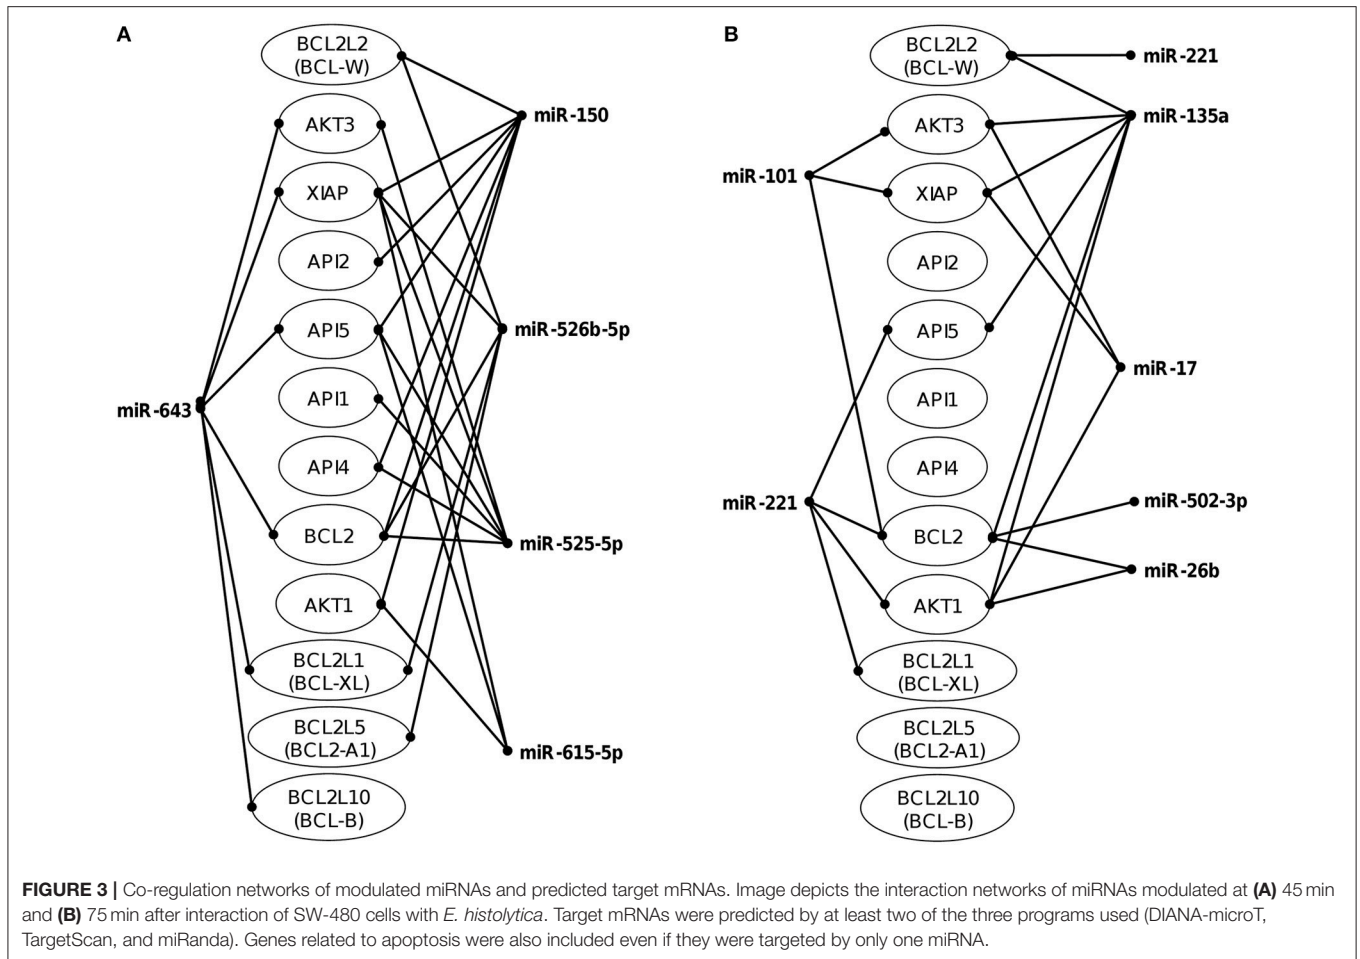 A
BCL2L2
(BCL-W)
AKT3
XIAP
API2
API5
API1
API4
BCL2
AKT1
BCL2L1
(BCL-XL)
BCL2L5
(BCL2-A1)
BCL2L10
(BCL-B)
miR-643
miR-150
miR-526b-5p
miR-525-5p
miR-615-5p
B
BCL2L2
(BCL-W)
AKT3
XIAP
API2
API5
API1
API4
BCL2
AKT1
BCL2L1
(BCL-XL)
BCL2L5
(BCL2-A1)
BCL2L10
(BCL-B)
miR-101
miR-221
miR-221
miR-135a
miR-17
miR-502-3p
miR-26b
FIGURE 3 | Co-regulation networks of modulated miRNAs and predicted target mRNAs. Image depicts the interaction networks of miRNAs modulated at (A) 45 min
and (B) 75 min after interaction of SW-480 cells with E. histolytica. Target mRNAs were predicted by at least two of the three programs used (DIANA-microT,
TargetScan, and miRanda). Genes related to apoptosis were also included even if they were targeted by only one miRNA.